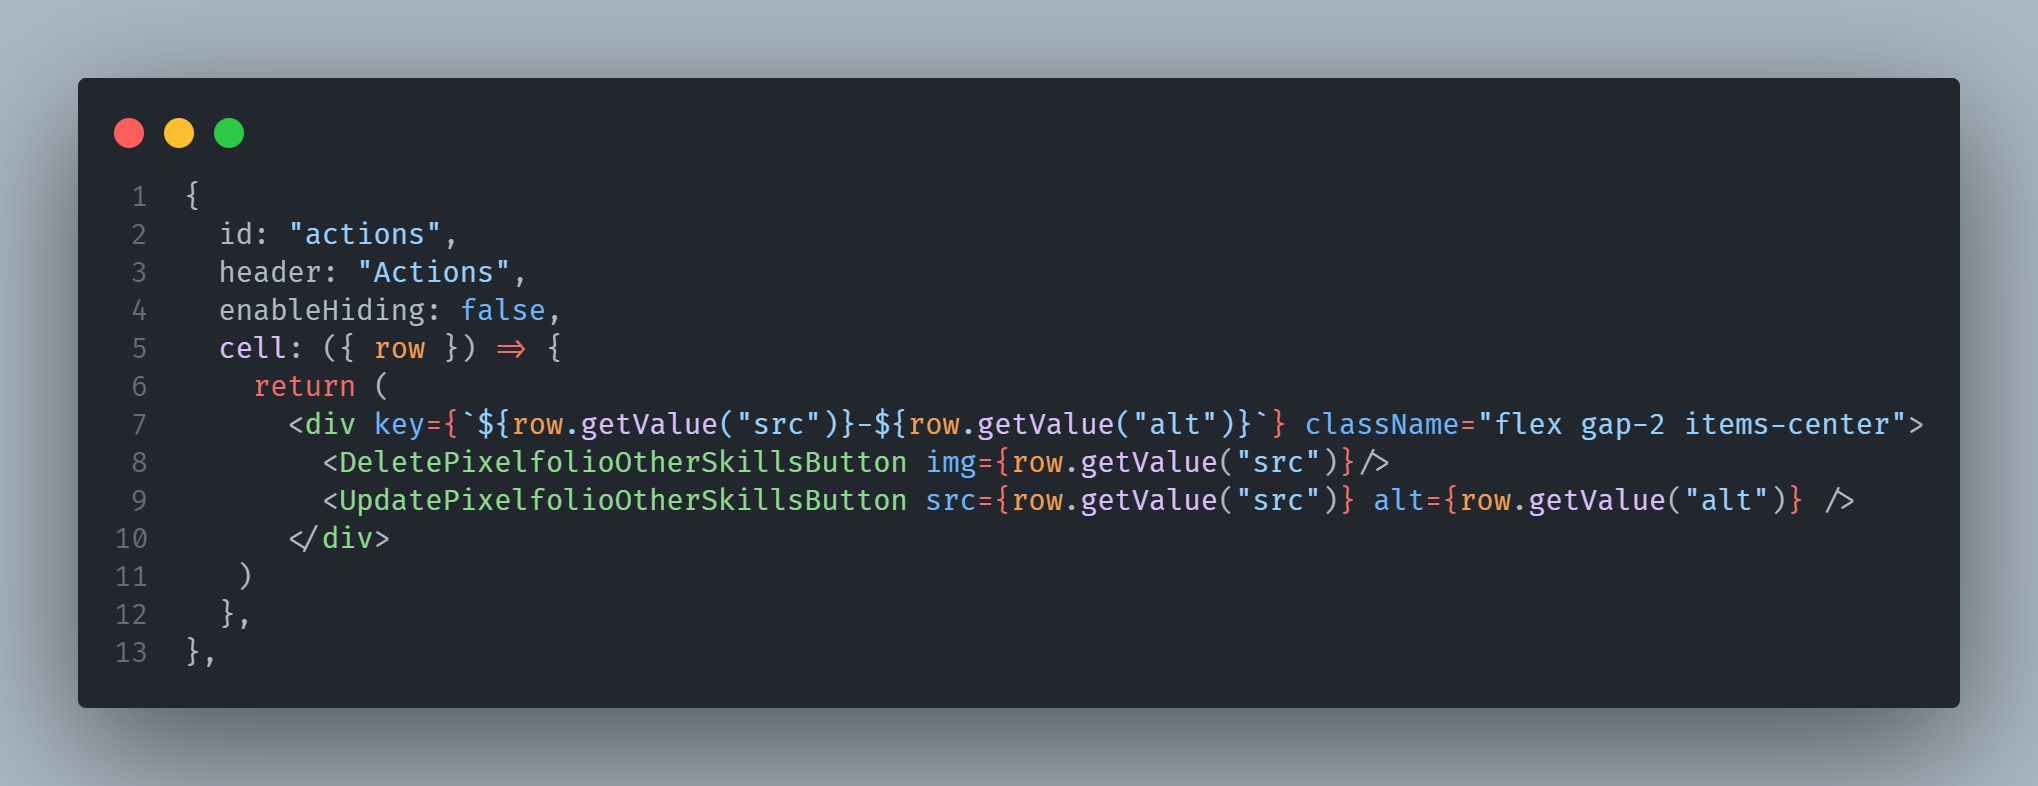 1 {
2   id: "actions",
3   header: "Actions",
4   enableHiding: false,
5   cell: ({ row }) => {
6     return (
7       <div key={`${row.getValue("src")}-${row.getValue("alt")}`} className="flex gap-2 items-center">
8         <DeletePixelfolioOtherSkillsButton img={row.getValue("src")}/>
9         <UpdatePixelfolioOtherSkillsButton src={row.getValue("src")} alt={row.getValue("alt")} />
10       </div>
11    )
12   },
13 },